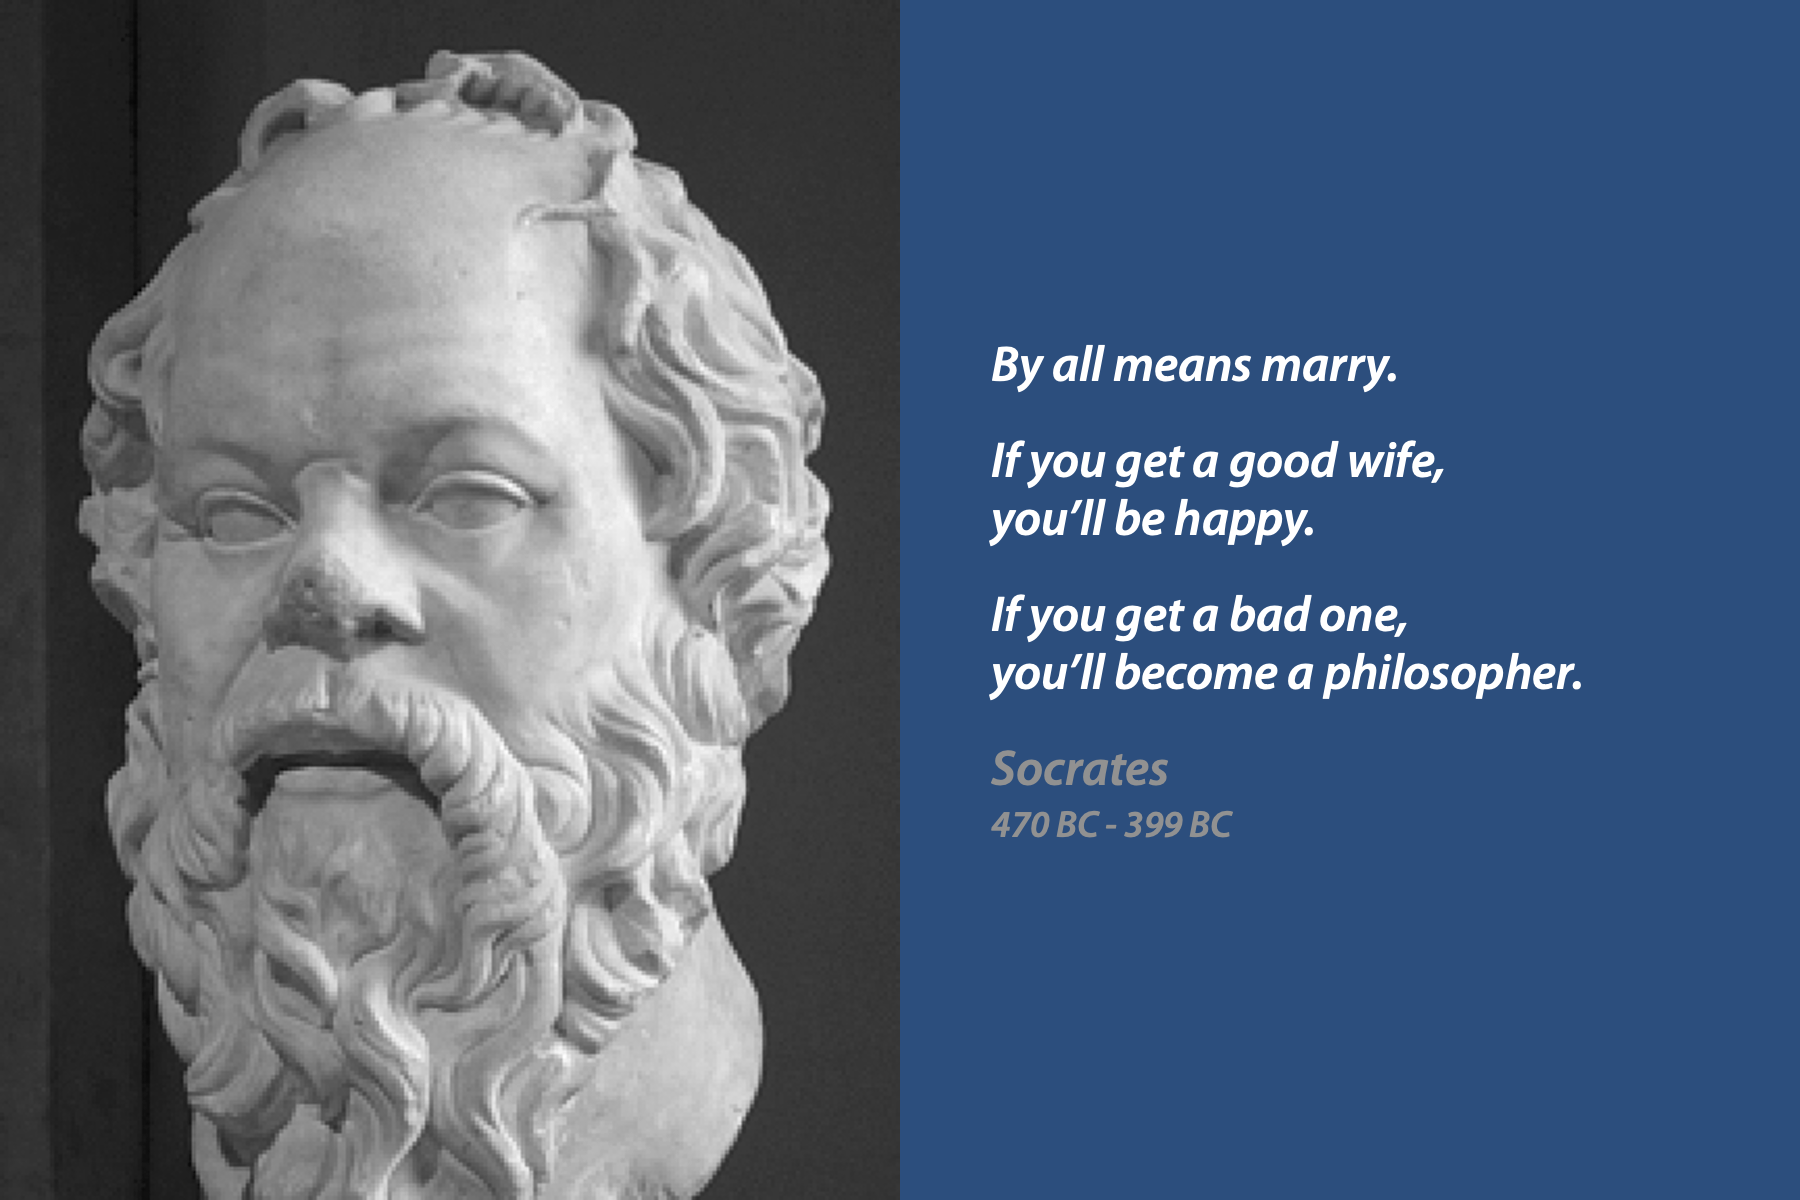 By all means marry.
If you get a good wife,
you’ll be happy.
If you get a bad one,
you’ll become a philosopher.
Socrates
470 BC - 399 BC